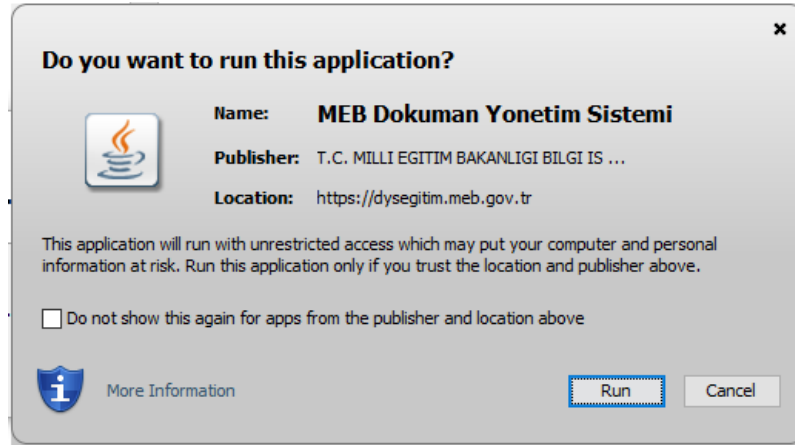 Do you want to run this application?
Name: MEB Dokuman Yonetim Sistemi
Publisher: T.C. MILLI EGITIM BAKANLIGI BILGI IS ...
Location: https://dysegitim.meb.gov.tr
This application will run with unrestricted access which may put your computer and personal
information at risk. Run this application only if you trust the location and publisher above.
Do not show this again for apps from the publisher and location above
More Information
Run Cancel